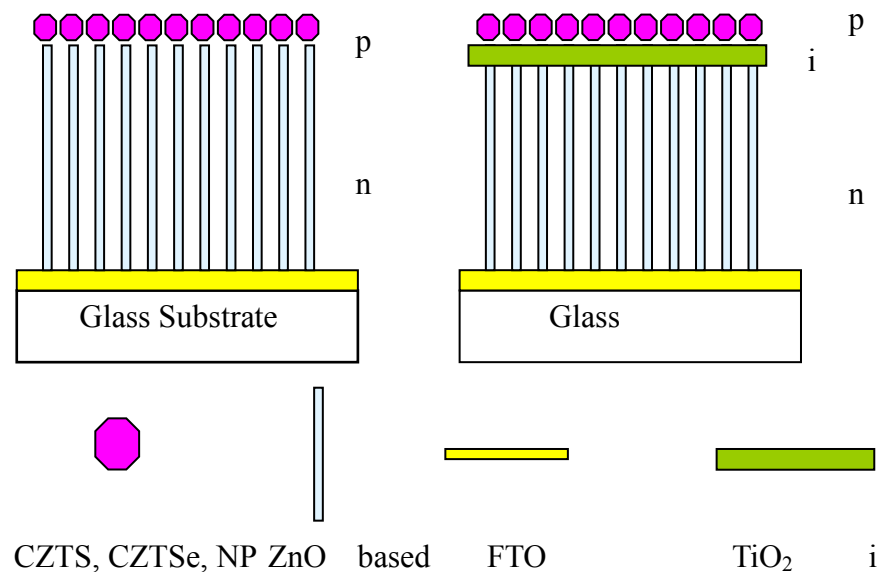 p
p
i
n
n
Glass Substrate
Glass
CZTS, CZTSe, NP ZnO based FTO TiO₂ i